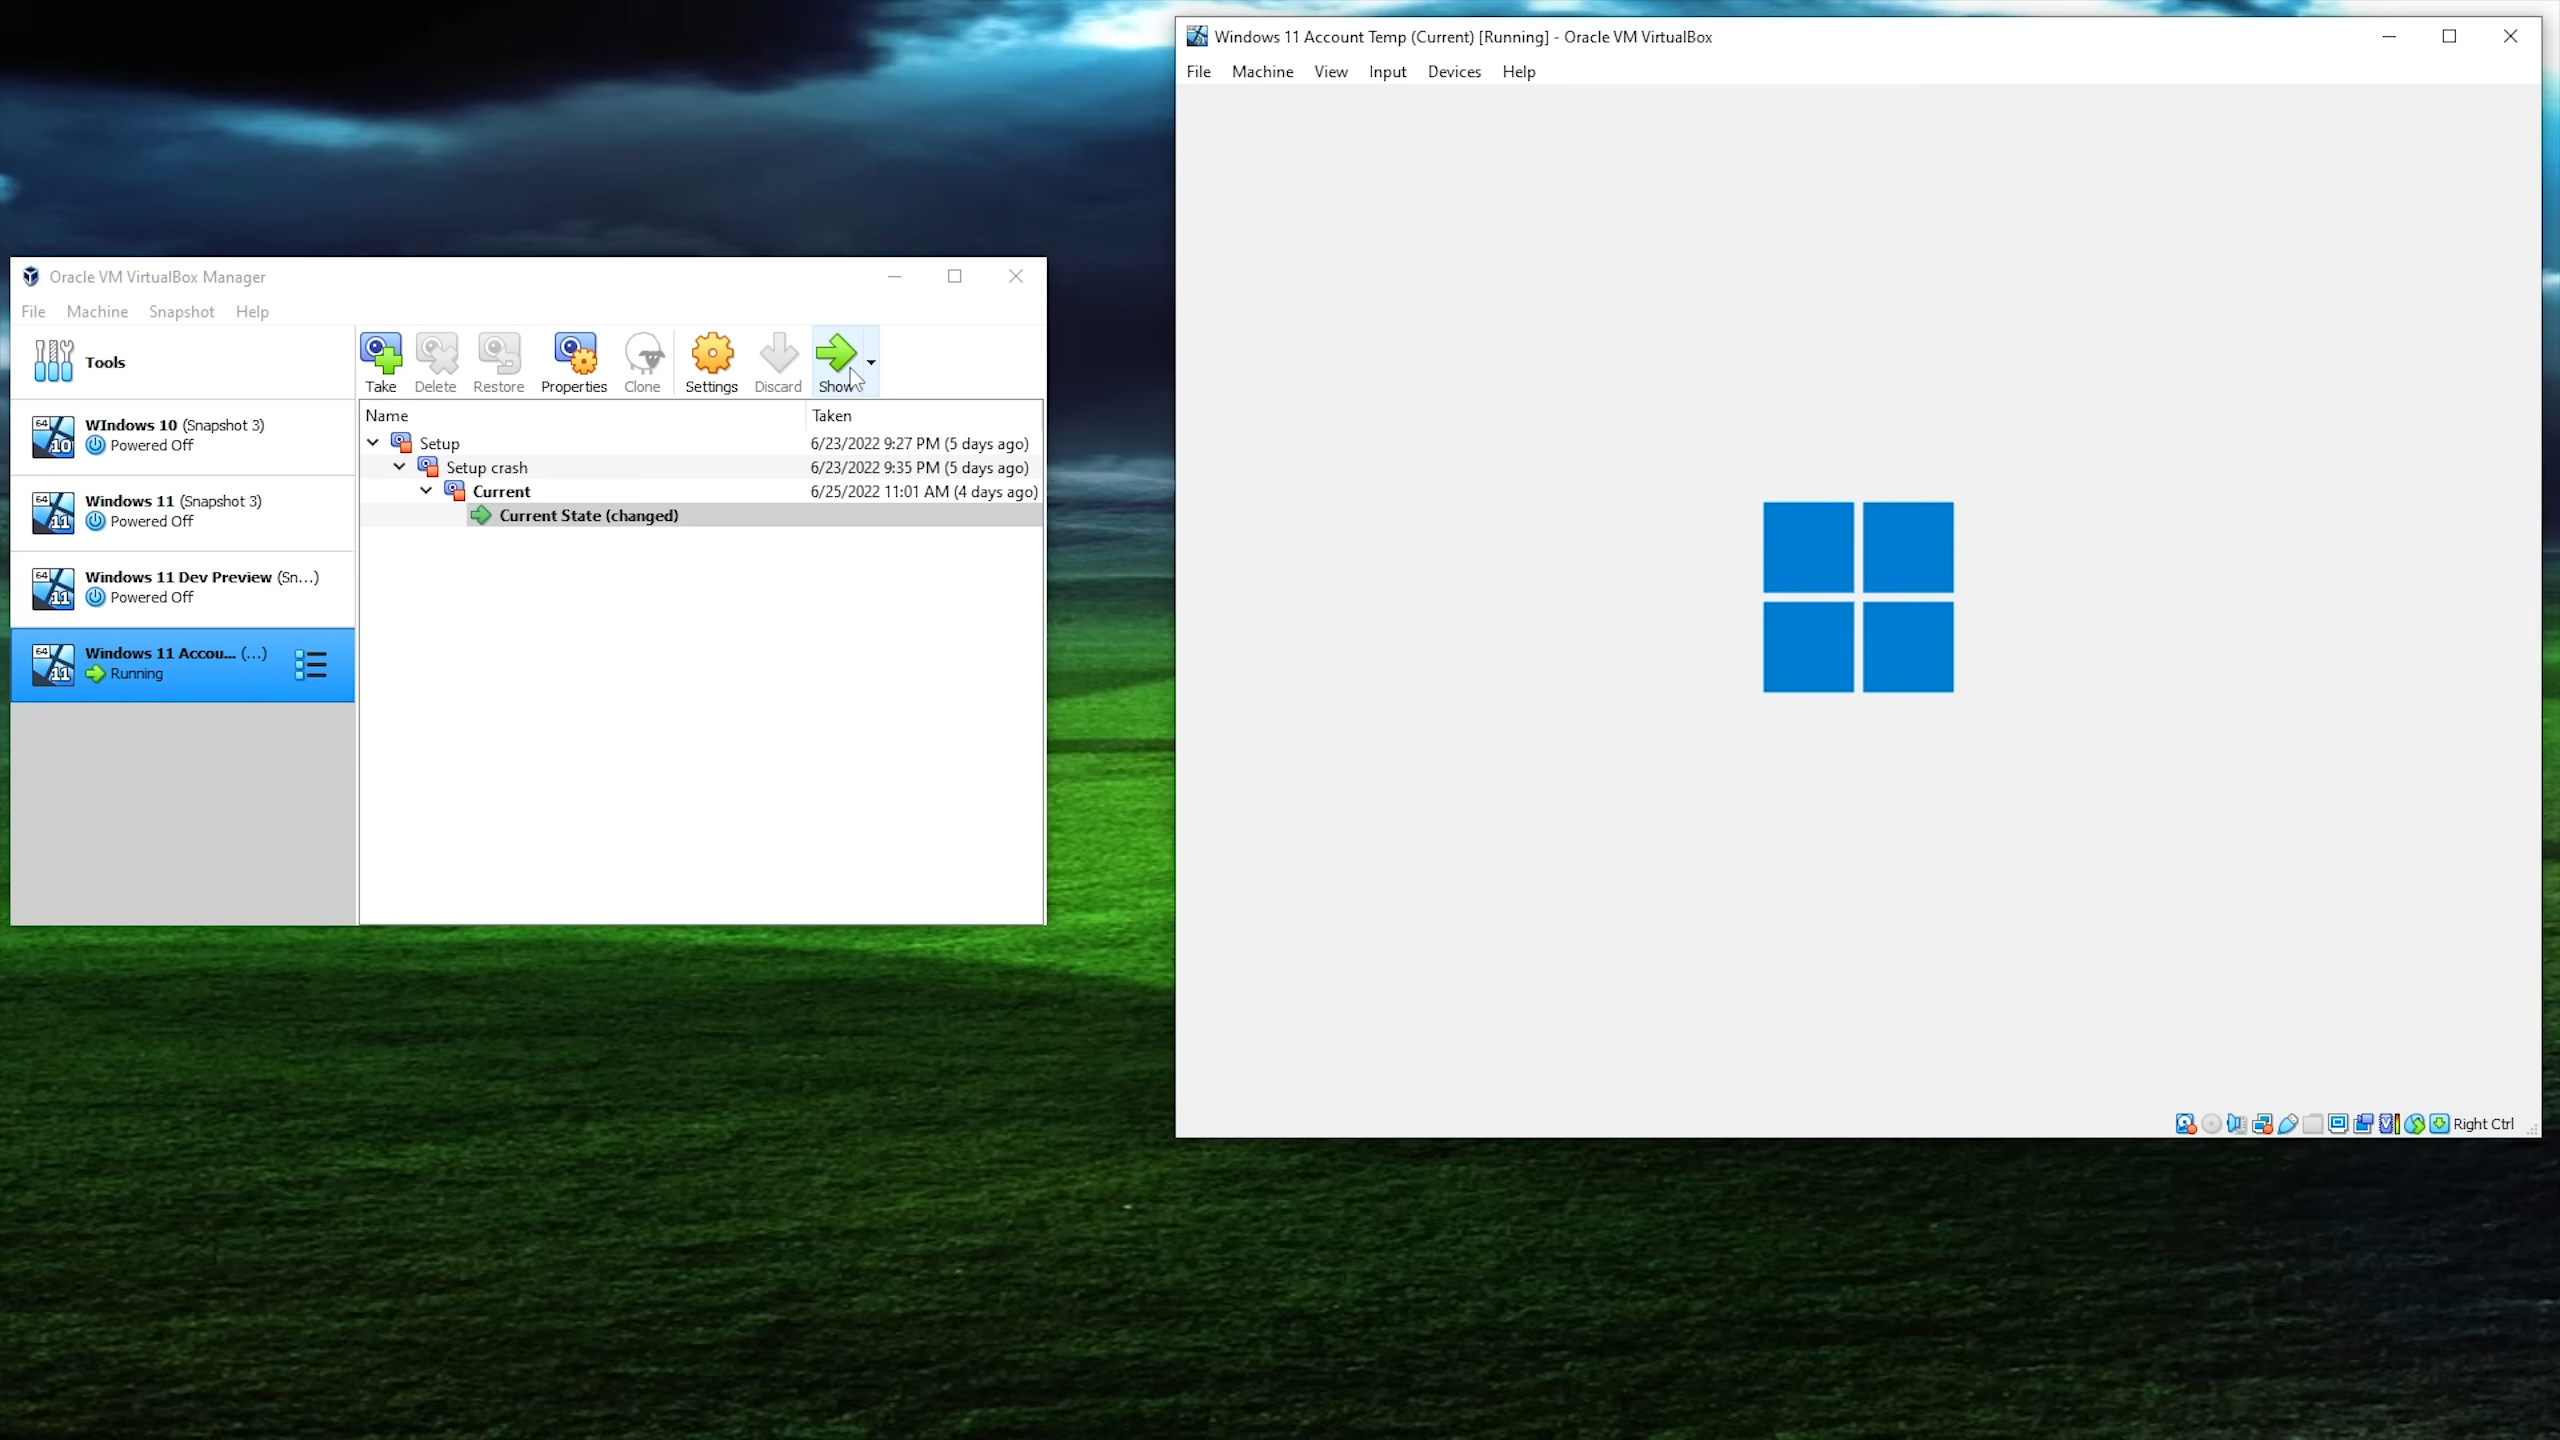 Oracle VM VirtualBox Manager
File Machine Snapshot Help
Tools
WIndows 10 (Snapshot 3)
Powered Off
Windows 11 (Snapshot 3)
Powered Off
Windows 11 Dev Preview (Sn...)
Powered Off
Windows 11 Accou... (...)
Running
Take Delete Restore Properties Clone Settings Discard Show
Name Taken
Setup 6/23/2022 9:27 PM (5 days ago)
Setup crash 6/23/2022 9:35 PM (5 days ago)
Current 6/25/2022 11:01 AM (4 days ago)
Current State (changed)
Windows 11 Account Temp (Current) [Running] - Oracle VM VirtualBox
File Machine View Input Devices Help
Right Ctrl